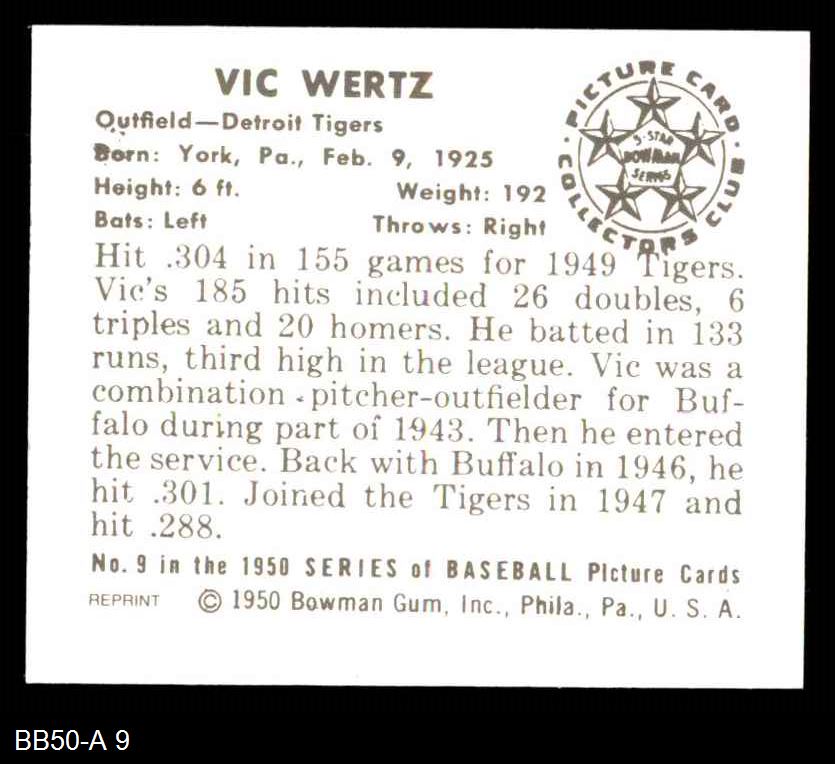 VIC WERTZ
Outfield—Detroit Tigers
Born: York, Pa., Feb. 9, 1925
Height: 6 ft. Weight: 192
Bats: Left Throws: Right
· PICTURE CARD ·
COLLECTORS CLUB
5-STAR
BOWMAN
SERIES
Hit .304 in 155 games for 1949 Tigers.
Vic's 185 hits included 26 doubles, 6
triples and 20 homers. He batted in 133
runs, third high in the league. Vic was a
combination pitcher-outfielder for Buf-
falo during part of 1943. Then he entered
the service. Back with Buffalo in 1946, he
hit .301. Joined the Tigers in 1947 and
hit .288.
No. 9 in the 1950 SERIES of BASEBALL Picture Cards
REPRINT © 1950 Bowman Gum, Inc., Phila., Pa., U. S. A.
BB50-A 9